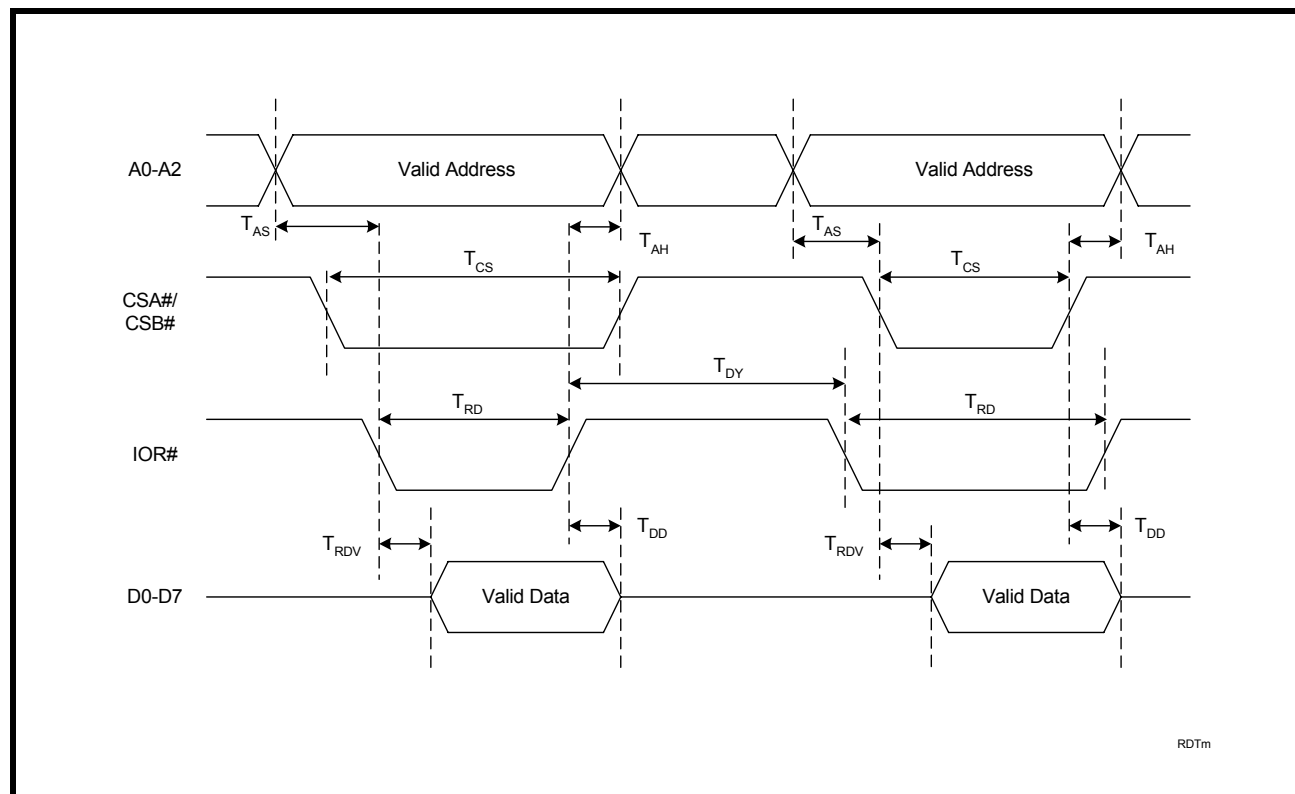 A0-A2
Valid Address
Valid Address
TAS
TAH
TAS
TAH
TCS
TCS
CSA#/
CSB#
TDY
TRD
TRD
IOR#
TRDV
TDD
TRDV
TDD
D0-D7
Valid Data
Valid Data
RDTm